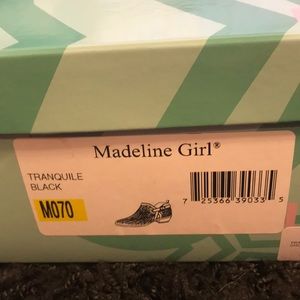 Madeline Girl®
TRANQUILE
BLACK
M070
7 25366 39033 5